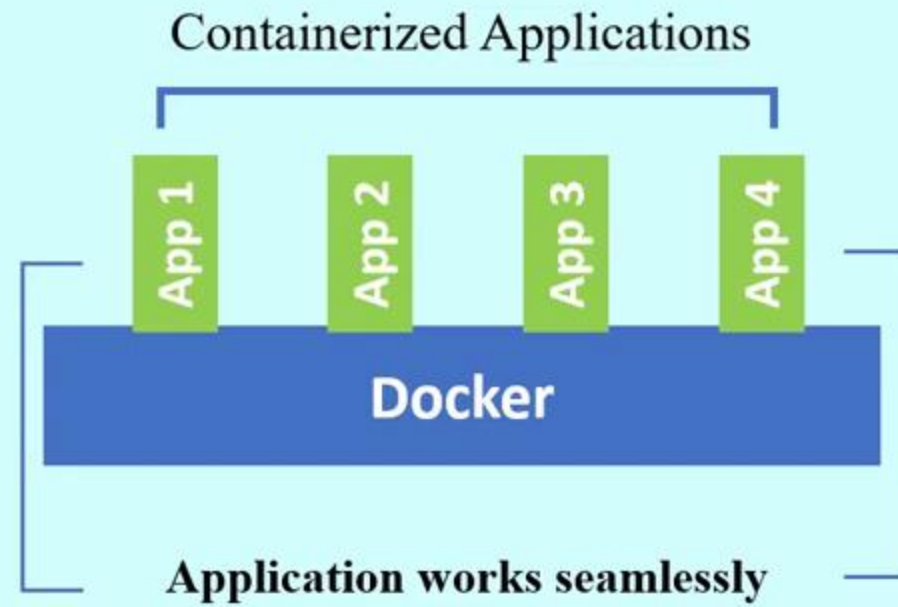 Containerized Applications
App 1
App 2
App 3
App 4
Docker
Application works seamlessly